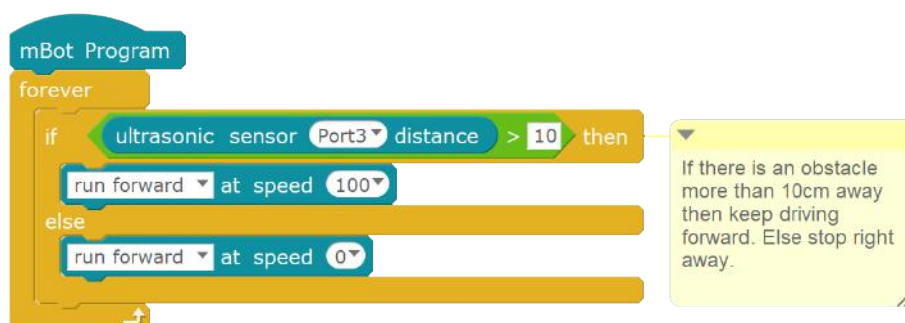 mBot Program
forever
if ultrasonic sensor Port3 distance > 10 then
run forward at speed 100
else
run forward at speed 0
If there is an obstacle
more than 10cm away
then keep driving
forward. Else stop right
away.